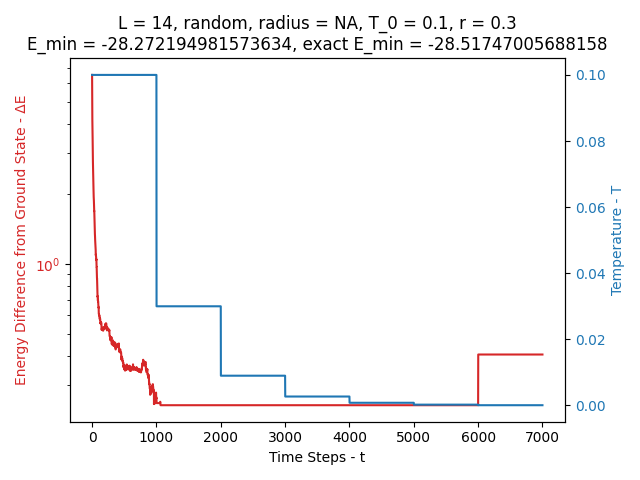 L = 14, random, radius = NA, T_0 = 0.1, r = 0.3
E_min = -28.272194981573634, exact E_min = -28.51747005688158
Energy Difference from Ground State - ΔE
10⁰
0.10
0.08
0.06
0.04
0.02
0.00
Temperature - T
0 1000 2000 3000 4000 5000 6000 7000
Time Steps - t